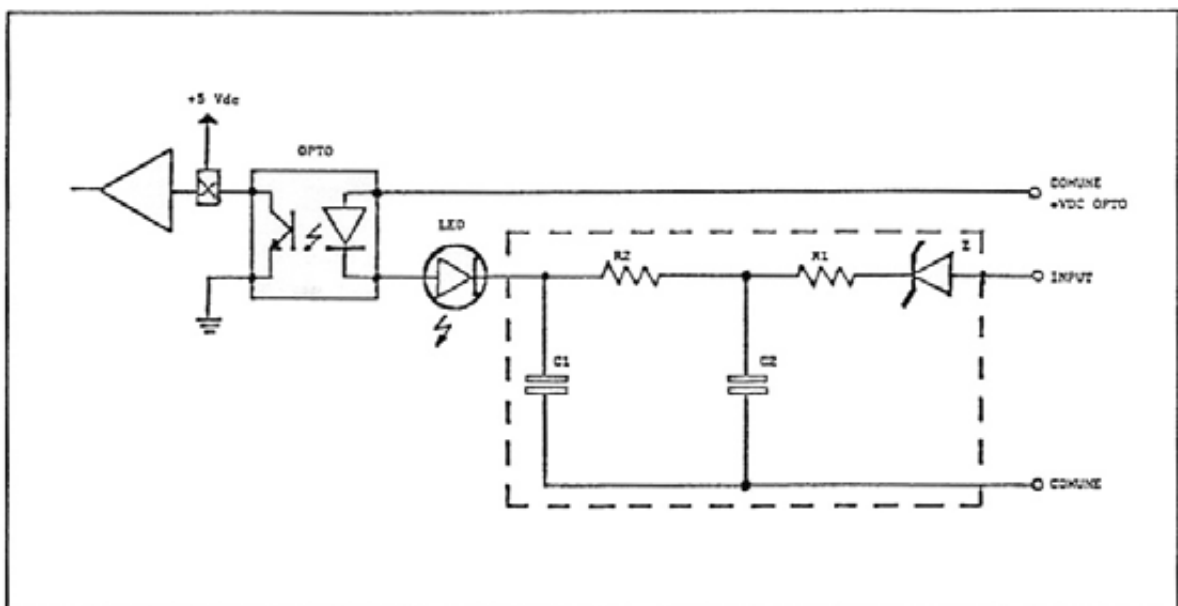 +5 Vdc
OPTO
COMUNE
+VDC OPTO
LED
R2
R1
Z
INPUT
C1
C2
COMUNE